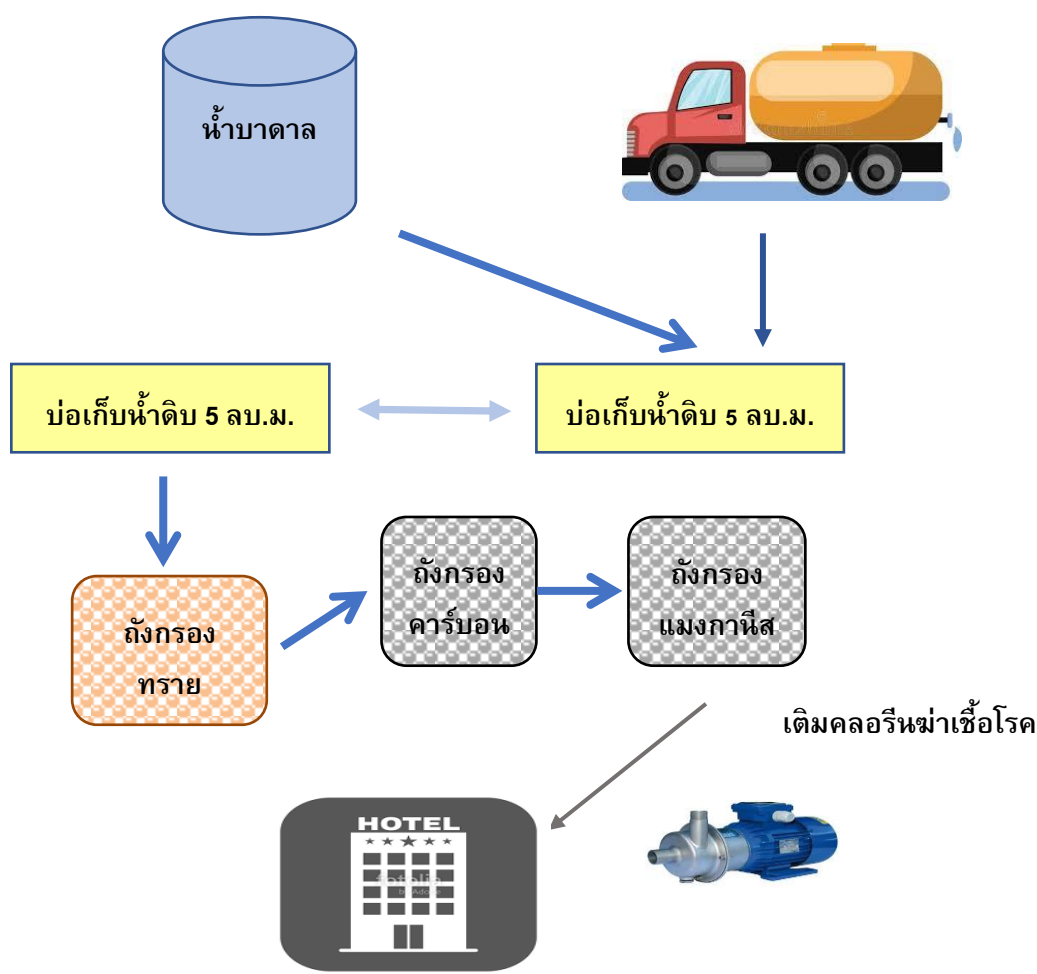 น้ำบาดาล
บ่อเก็บน้ำดิบ 5 ลบ.ม.
บ่อเก็บน้ำดิบ 5 ลบ.ม.
ถังกรอง
ทราย
ถังกรอง
คาร์บอน
ถังกรอง
แมงกานีส
เติมคลอรีนฆ่าเชื้อโรค
HOTEL
fotolia
by Adobe